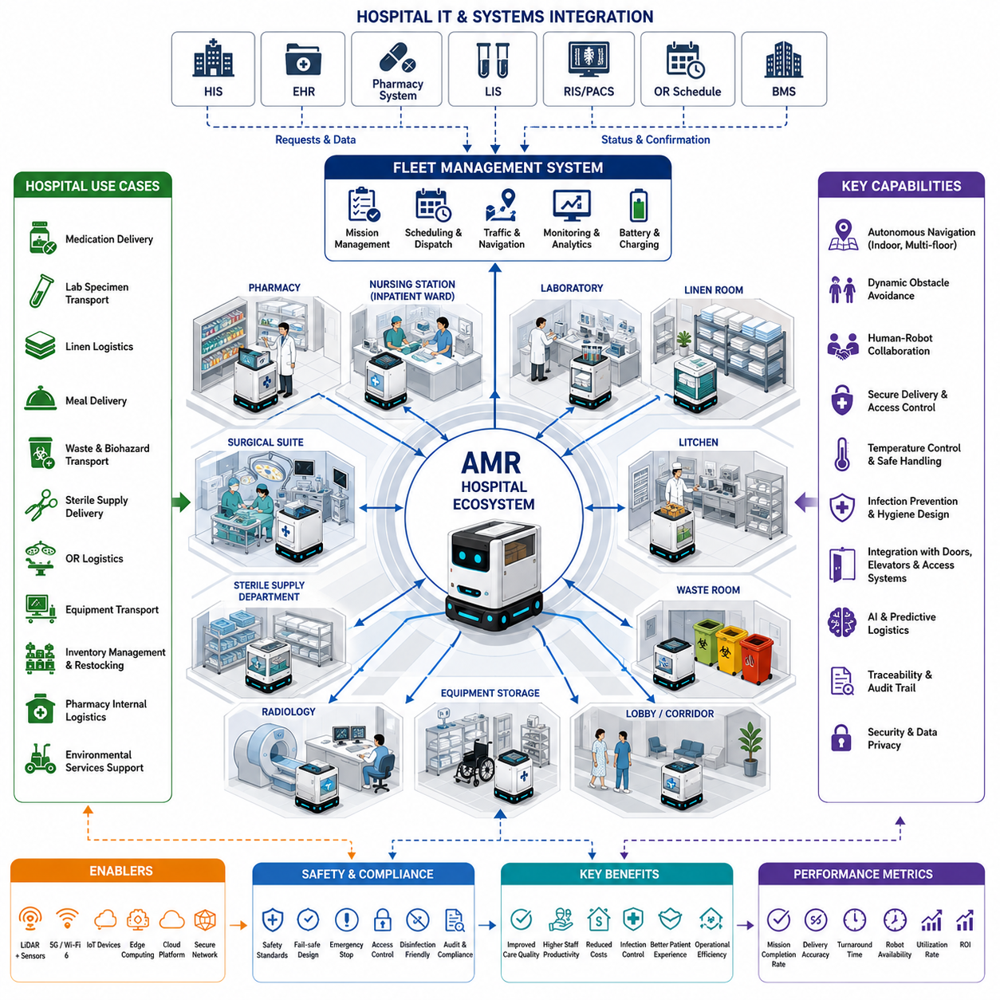 HOSPITAL IT & SYSTEMS INTEGRATION
HIS
EHR
Pharmacy
System
LIS
RIS/PACS
OR Schedule
BMS
Requests & Data
Status & Confirmation
FLEET MANAGEMENT SYSTEM
Mission
Management
Scheduling &
Dispatch
Traffic &
Navigation
Monitoring &
Analytics
Battery &
Charging
HOSPITAL USE CASES
Medication Delivery
Lab Specimen
Transport
Linen Logistics
Meal Delivery
Waste & Biohazard
Transport
Sterile Supply
Delivery
OR Logistics
Equipment Transport
Inventory Management
& Restocking
Pharmacy Internal
Logistics
Environmental
Services Support
PHARMACY
NURSING STATION
(INPATIENT WARD)
LABORATORY
LINEN ROOM
SURGICAL SUITE
AMR
HOSPITAL
ECOSYSTEM
LITCHEN
STERILE SUPPLY
DEPARTMENT
WASTE ROOM
RADIOLOGY
EQUIPMENT STORAGE
LOBBY / CORRIDOR
KEY CAPABILITIES
Autonomous Navigation
(Indoor, Multi-floor)
Dynamic Obstacle
Avoidance
Human-Robot
Collaboration
Secure Delivery &
Access Control
Temperature Control
& Safe Handling
Infection Prevention
& Hygiene Design
Integration with Doors,
Elevators & Access
Systems
AI & Predictive
Logistics
Traceability &
Audit Trail
Security & Data
Privacy
ENABLERS
LiDAR
+ Sensors
5G / Wi-Fi
6
IoT Devices
Edge
Computing
Cloud
Platform
Secure
Network
SAFETY & COMPLIANCE
Safety
Standards
Fail-safe
Design
Emergency
Stop
Access
Control
Disinfection
Friendly
Audit &
Compliance
KEY BENEFITS
Improved
Care Quality
Higher Staff
Productivity
Reduced
Costs
Infection
Control
Better Patient
Experience
Operational
Efficiency
PERFORMANCE METRICS
Mission
Completion
Rate
Delivery
Accuracy
Turnaround
Time
Robot
Availability
Utilization
Rate
ROI